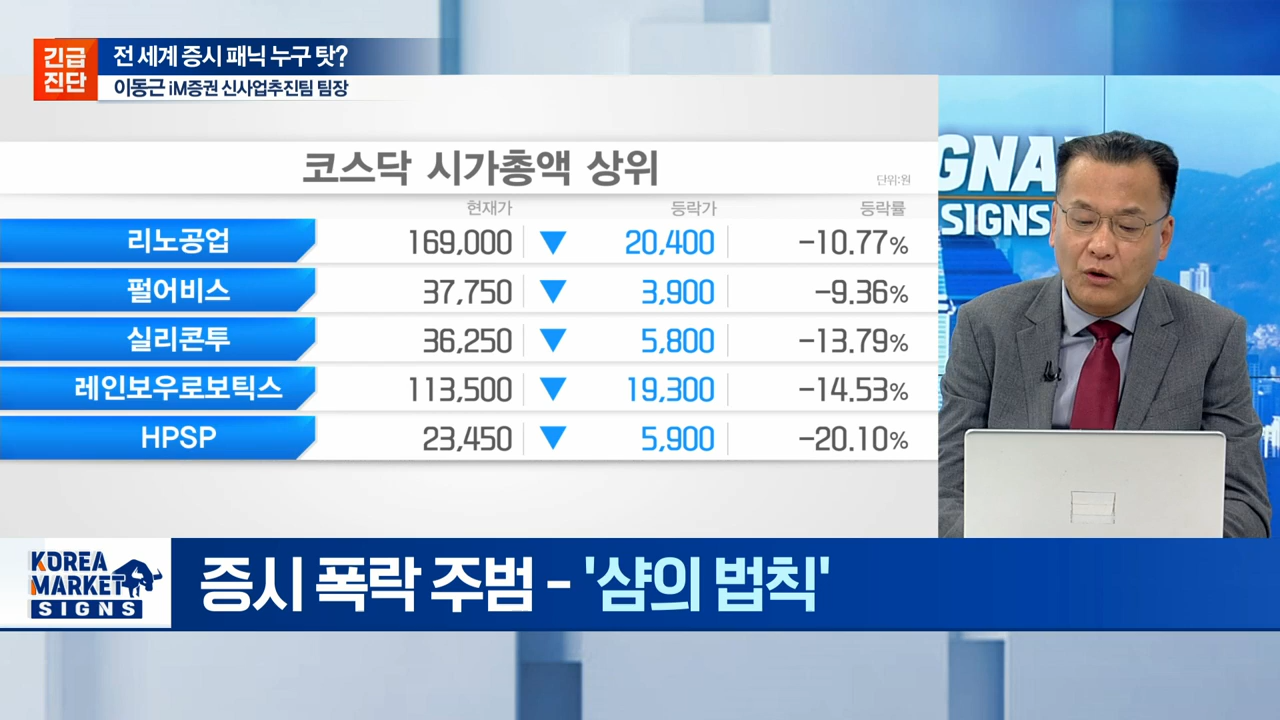 긴급
진단
전 세계 증시 패닉 누구 탓?
이동근 iM증권 신사업추진팀 팀장
코스닥 시가총액 상위
단위:원
현재가 등락가 등락률
리노공업 169,000 ▼ 20,400 -10.77%
펄어비스 37,750 ▼ 3,900 -9.36%
실리콘투 36,250 ▼ 5,800 -13.79%
레인보우로보틱스 113,500 ▼ 19,300 -14.53%
HPSP 23,450 ▼ 5,900 -20.10%
GNA
SIGNS
KOREA
MARKET
SIGNS
증시 폭락 주범 - '샴의 법칙'